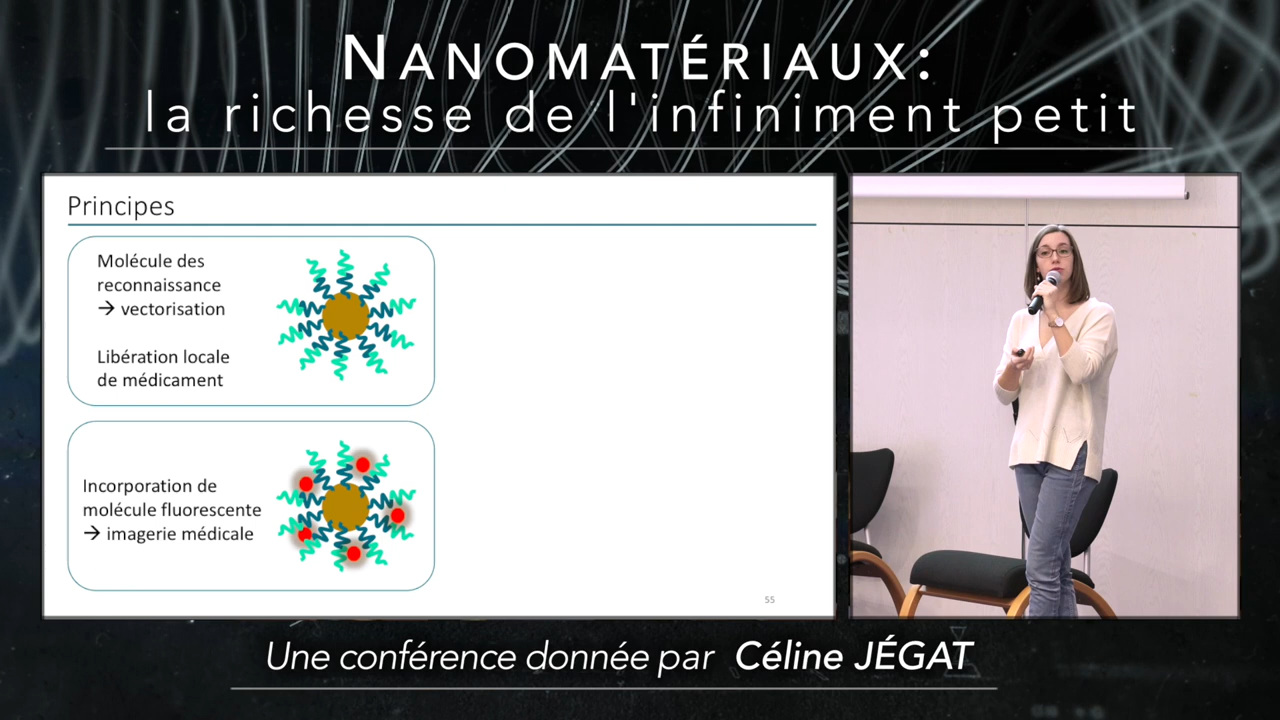 NANOMATÉRIAUX:
la richesse de l'infiniment petit
Principes
Molécule des
reconnaissance
→ vectorisation
Libération locale
de médicament
Incorporation de
molécule fluorescente
→ imagerie médicale
55
Une conférence donnée par Céline JÉGAT